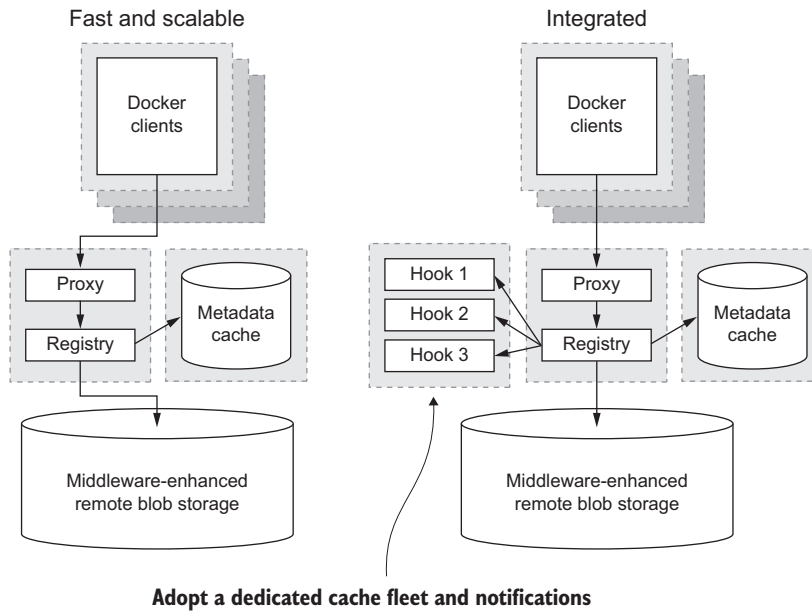 Fast and scalable
Docker
clients
Proxy
Registry
Metadata
cache
Middleware-enhanced
remote blob storage
Integrated
Docker
clients
Hook 1
Hook 2
Hook 3
Proxy
Registry
Metadata
cache
Middleware-enhanced
remote blob storage
Adopt a dedicated cache fleet and notifications